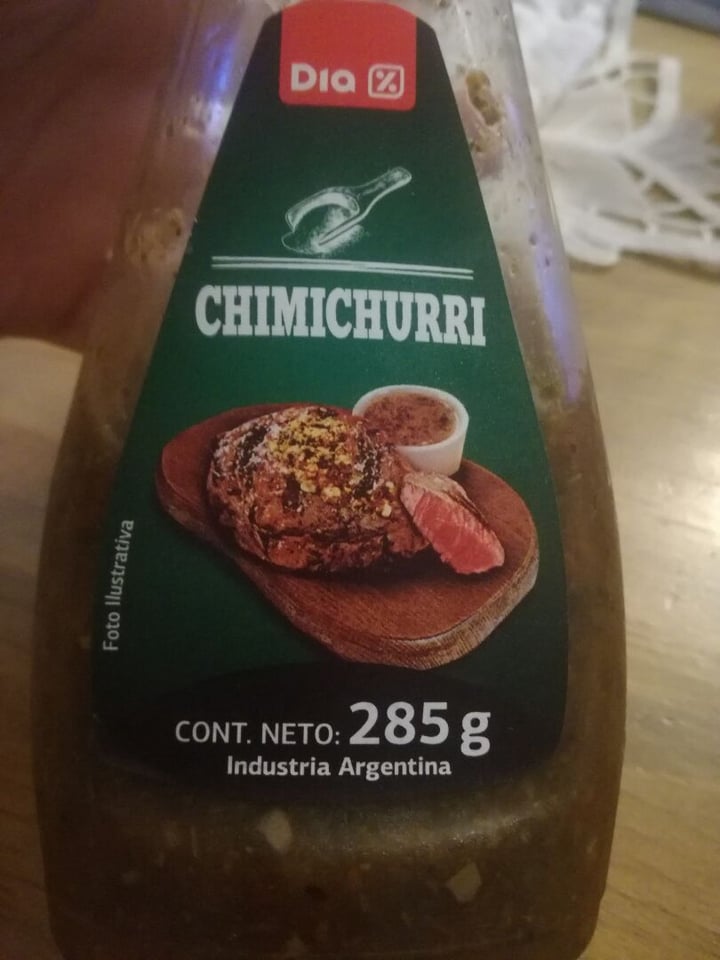 Dia %
CHIMICHURRI
Foto Ilustrativa
CONT. NETO: 285 g
Industria Argentina